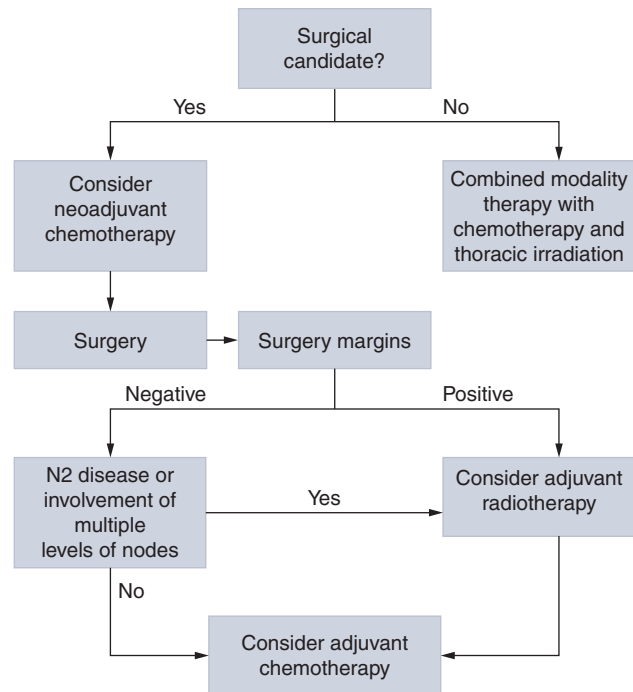 Surgical
candidate?
Yes
No
Consider
neoadjuvant
chemotherapy
Combined modality
therapy with
chemotherapy and
thoracic irradiation
Surgery
Surgery margins
Negative
Positive
N2 disease or
involvement of
multiple
levels of nodes
Yes
Consider adjuvant
radiotherapy
No
Consider adjuvant
chemotherapy